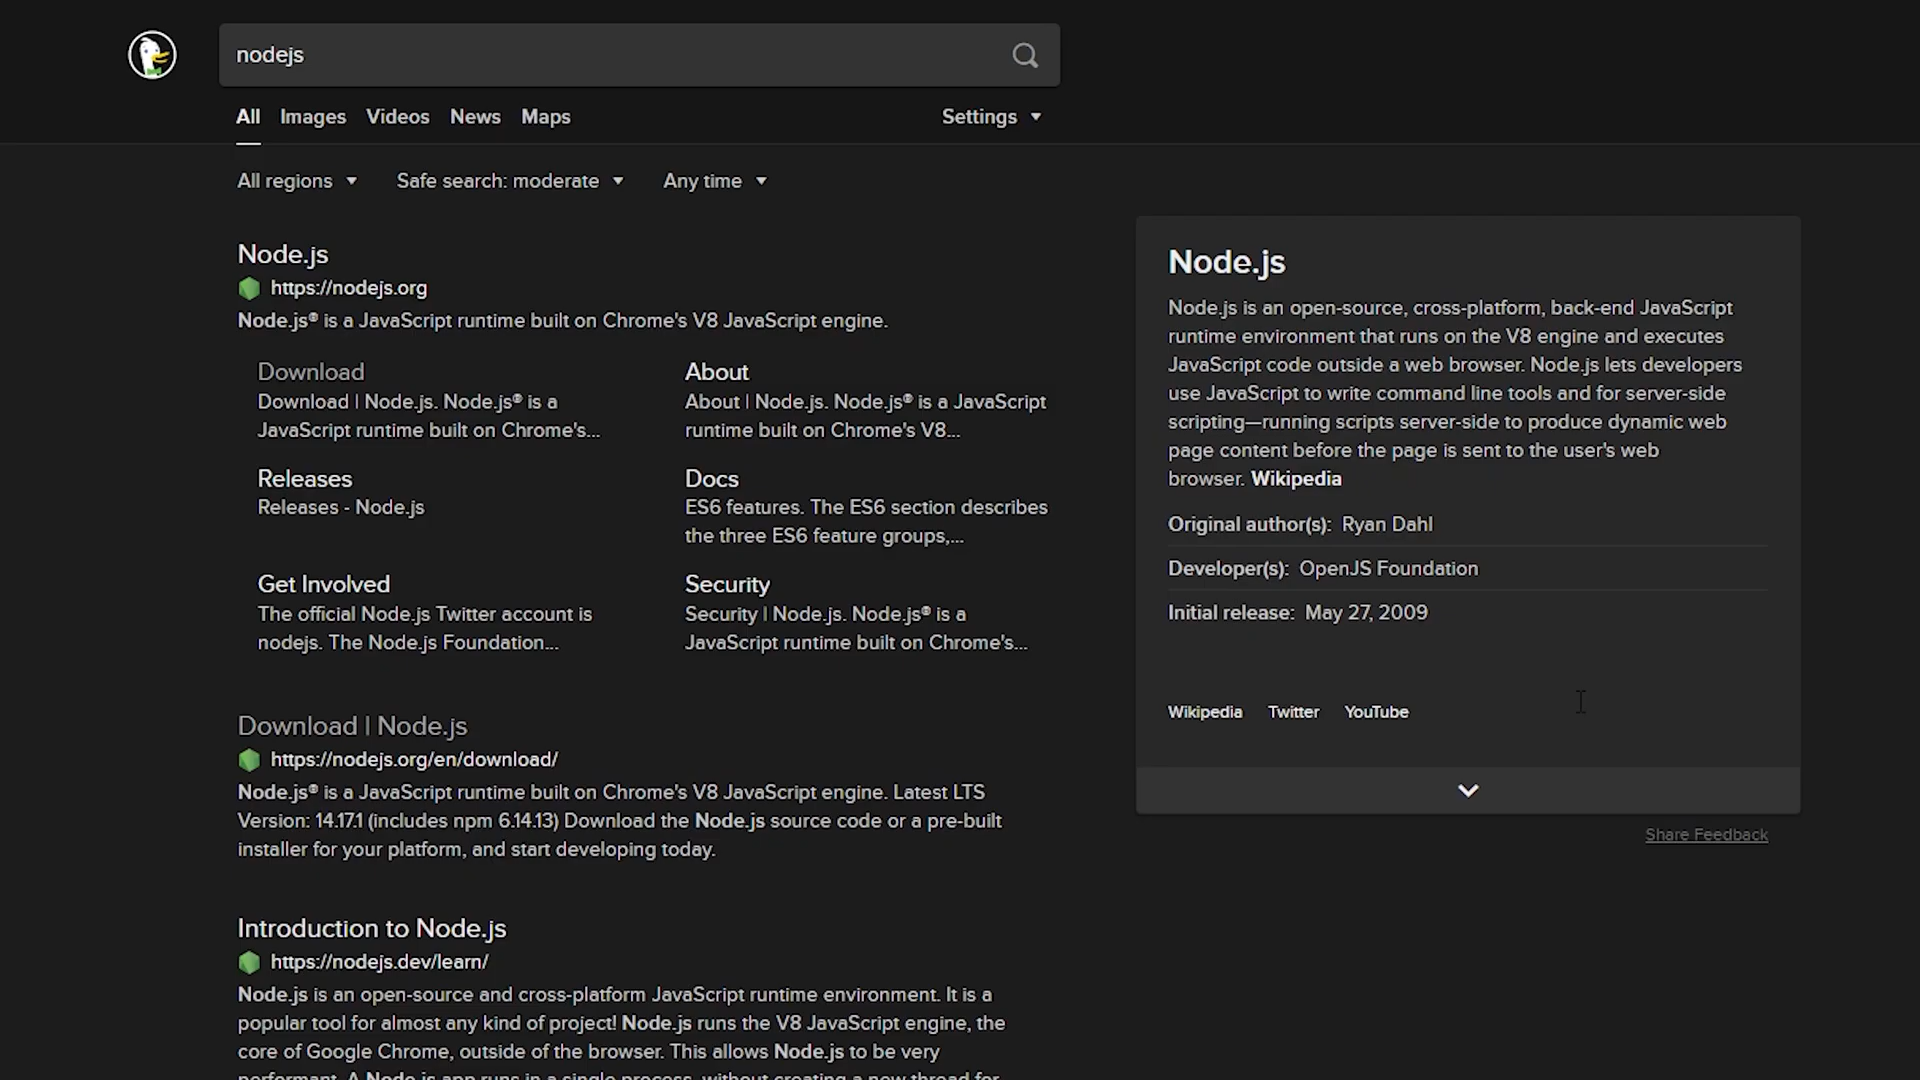 nodejs
All Images Videos News Maps Settings
All regions Safe search: moderate Any time
Node.js
https://nodejs.org
Node.js® is a JavaScript runtime built on Chrome's V8 JavaScript engine.
Download
Download | Node.js. Node.js® is a
JavaScript runtime built on Chrome's...
About
About | Node.js. Node.js® is a JavaScript
runtime built on Chrome's V8...
Releases
Releases - Node.js
Docs
ES6 features. The ES6 section describes
the three ES6 feature groups,...
Get Involved
The official Node.js Twitter account is
nodejs. The Node.js Foundation...
Security
Security | Node.js. Node.js® is a
JavaScript runtime built on Chrome's...
Download | Node.js
https://nodejs.org/en/download/
Node.js® is a JavaScript runtime built on Chrome's V8 JavaScript engine. Latest LTS
Version: 14.17.1 (includes npm 6.14.13) Download the Node.js source code or a pre-built
installer for your platform, and start developing today.
Introduction to Node.js
https://nodejs.dev/learn/
Node.js is an open-source and cross-platform JavaScript runtime environment. It is a
popular tool for almost any kind of project! Node.js runs the V8 JavaScript engine, the
core of Google Chrome, outside of the browser. This allows Node.js to be very
performant. A Node.js app runs in a single process, without creating a new thread for
Node.js
Node.js is an open-source, cross-platform, back-end JavaScript
runtime environment that runs on the V8 engine and executes
JavaScript code outside a web browser. Node.js lets developers
use JavaScript to write command line tools and for server-side
scripting—running scripts server-side to produce dynamic web
page content before the page is sent to the user's web
browser. Wikipedia
Original author(s): Ryan Dahl
Developer(s): OpenJS Foundation
Initial release: May 27, 2009
Wikipedia Twitter YouTube
Share Feedback